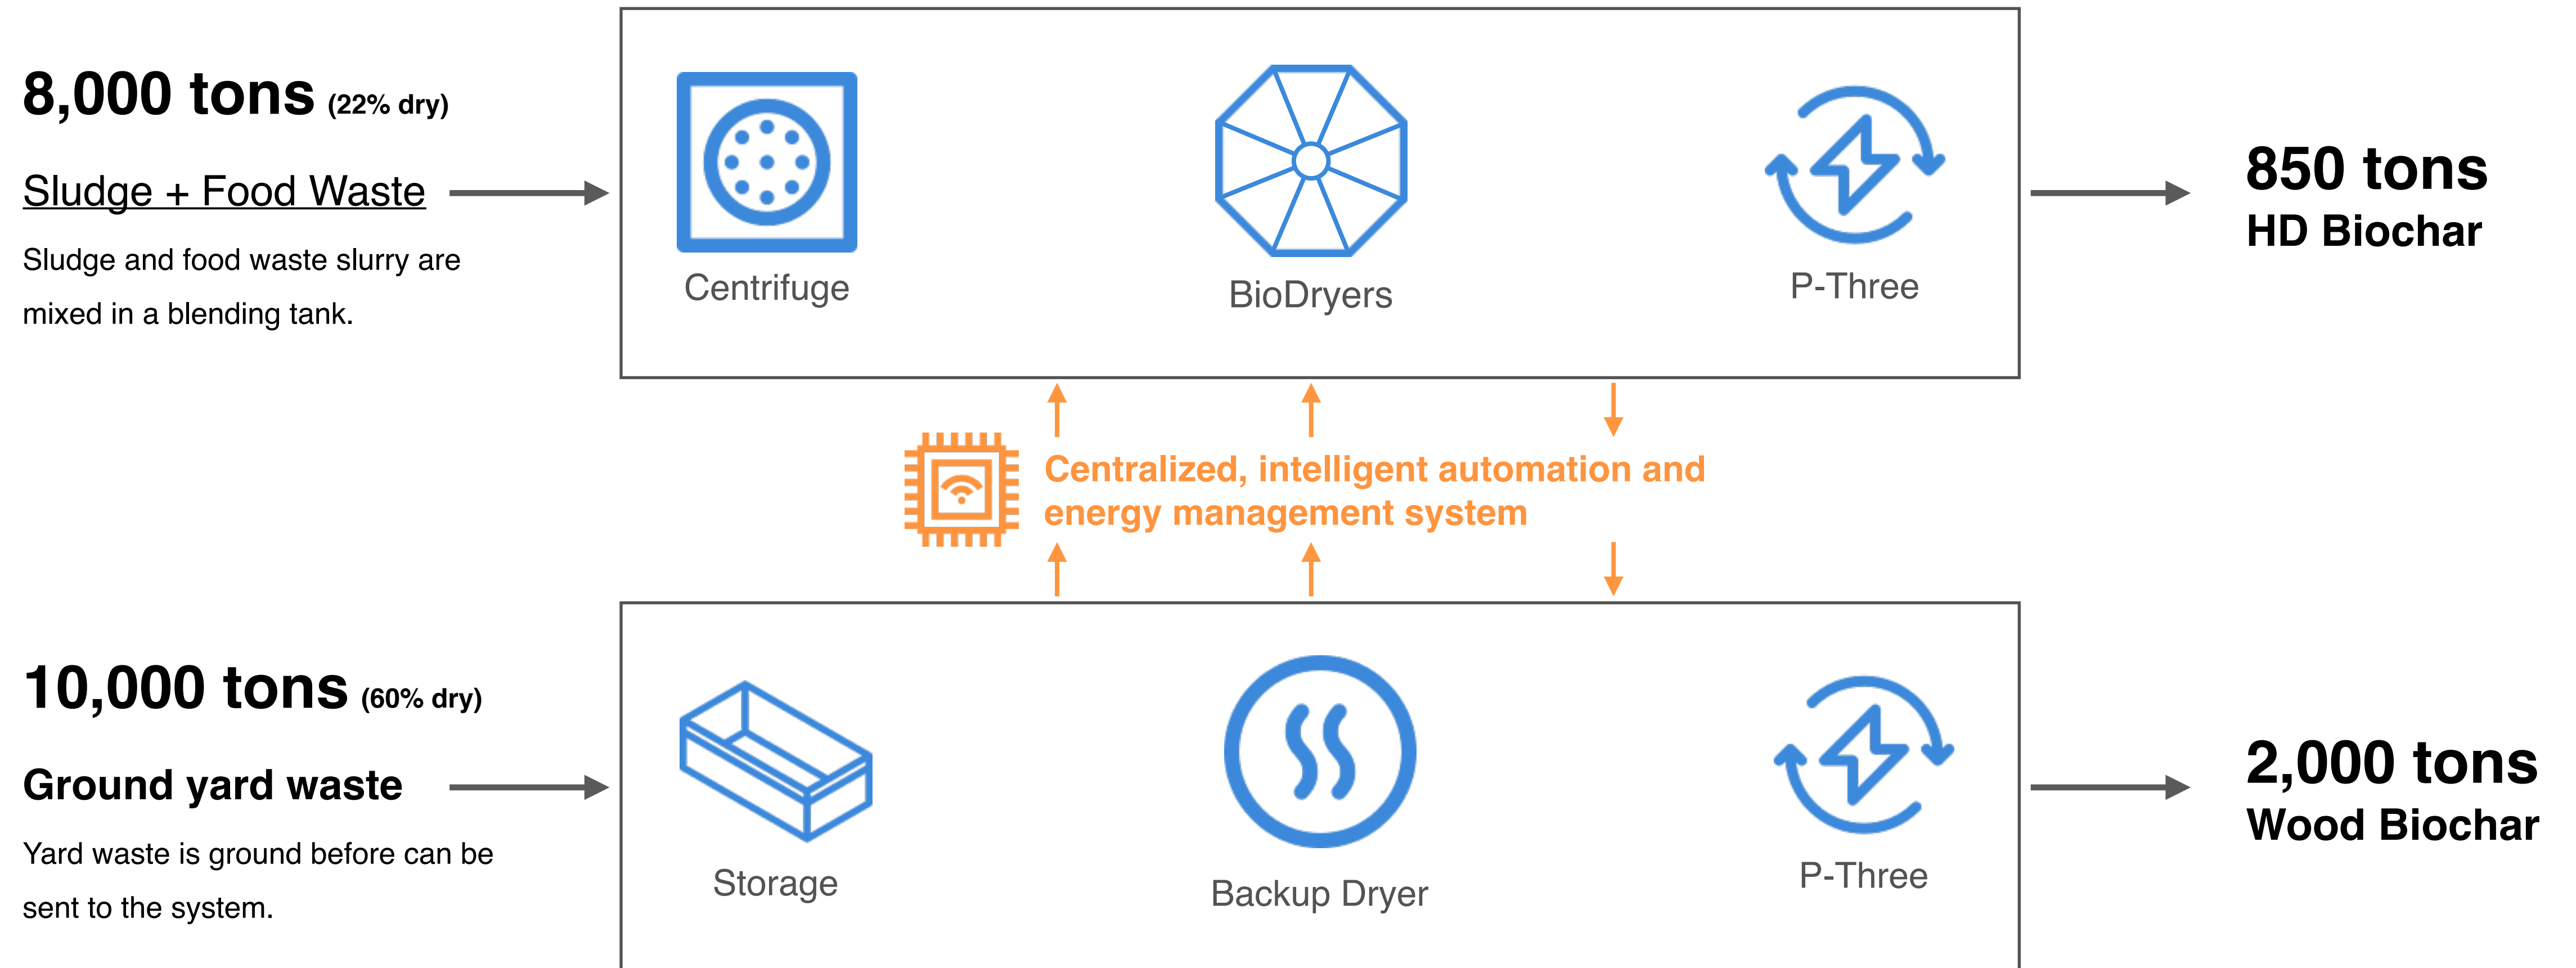 8,000 tons (22% dry)
Sludge + Food Waste
Sludge and food waste slurry are
mixed in a blending tank.
Centrifuge
BioDryers
P-Three
850 tons
HD Biochar
Centralized, intelligent automation and
energy management system
10,000 tons (60% dry)
Ground yard waste
Yard waste is ground before can be
sent to the system.
Storage
Backup Dryer
P-Three
2,000 tons
Wood Biochar